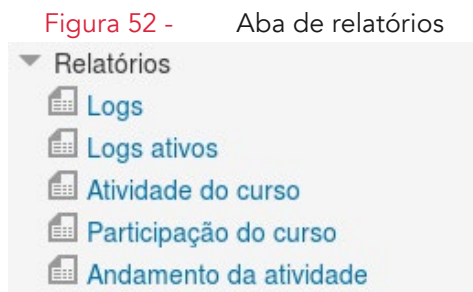 Figura 52 - Aba de relatórios
Relatórios
Logs
Logs ativos
Atividade do curso
Participação do curso
Andamento da atividade